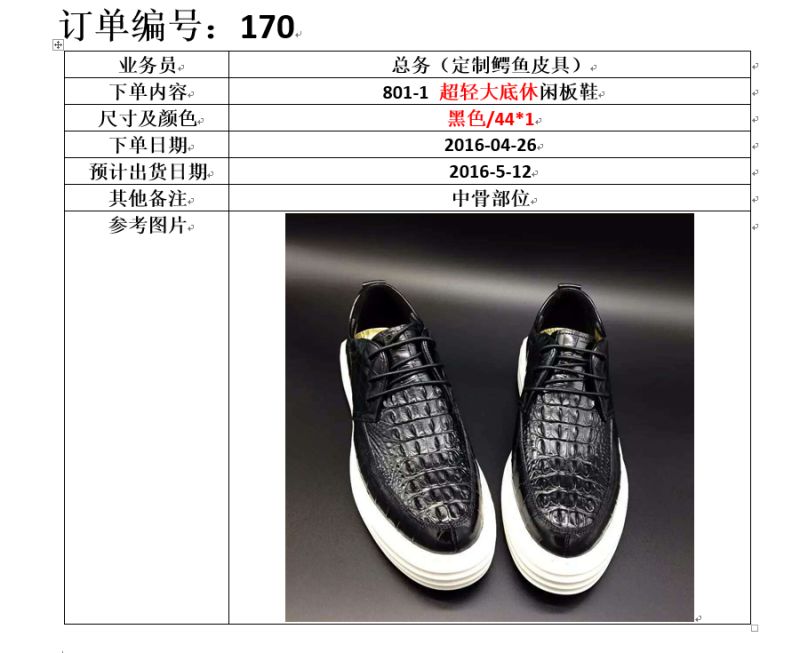 订单编号：170
业务员 总务（定制鳄鱼皮具）
下单内容 801-1 超轻大底休闲板鞋
尺寸及颜色 黑色/44*1
下单日期 2016-04-26
预计出货日期 2016-5-12
其他备注 中骨部位
参考图片